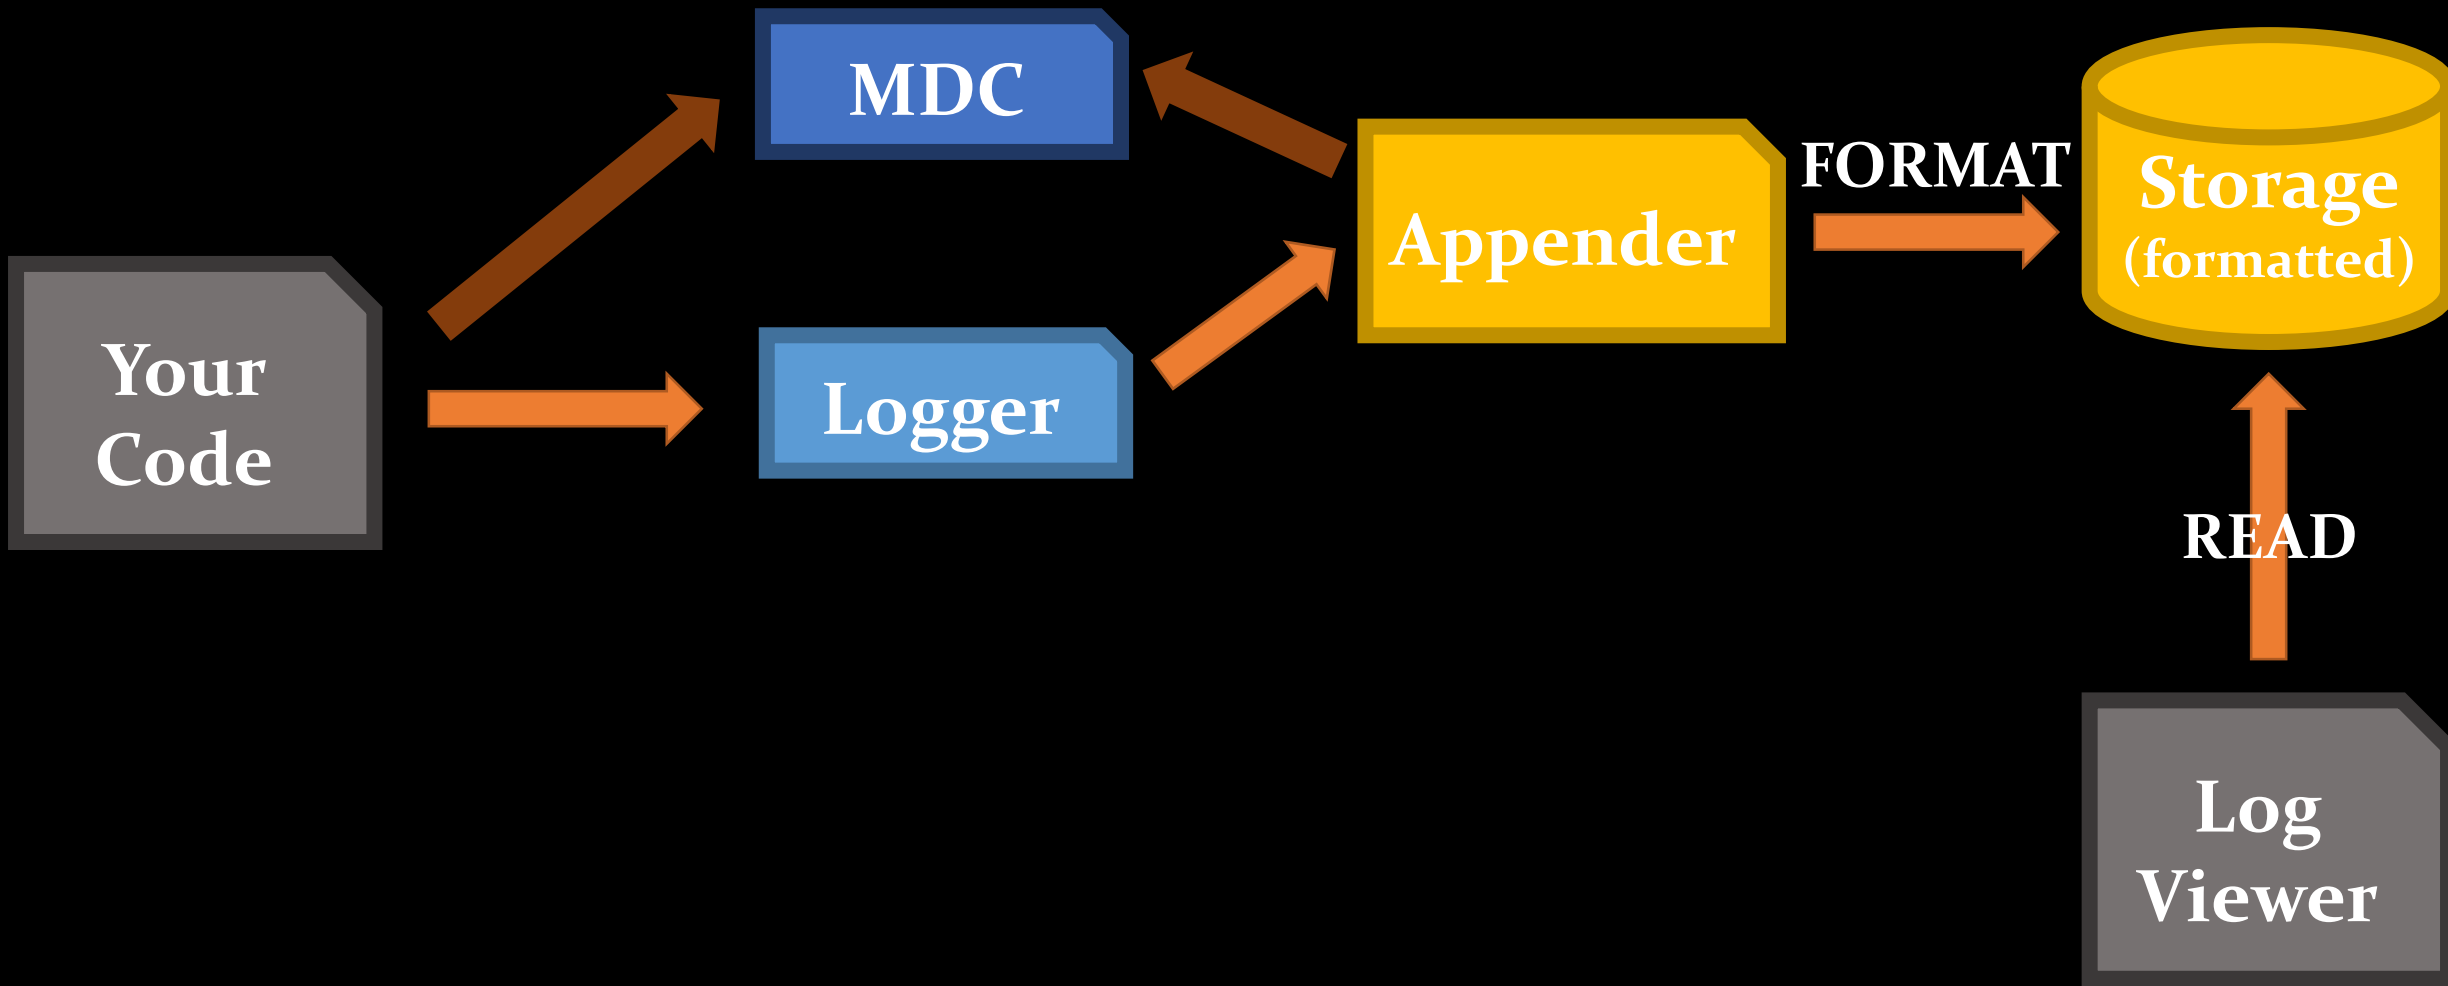 MDC
Your
Code
Logger
Appender
FORMAT
Storage
(formatted)
READ
Log
Viewer